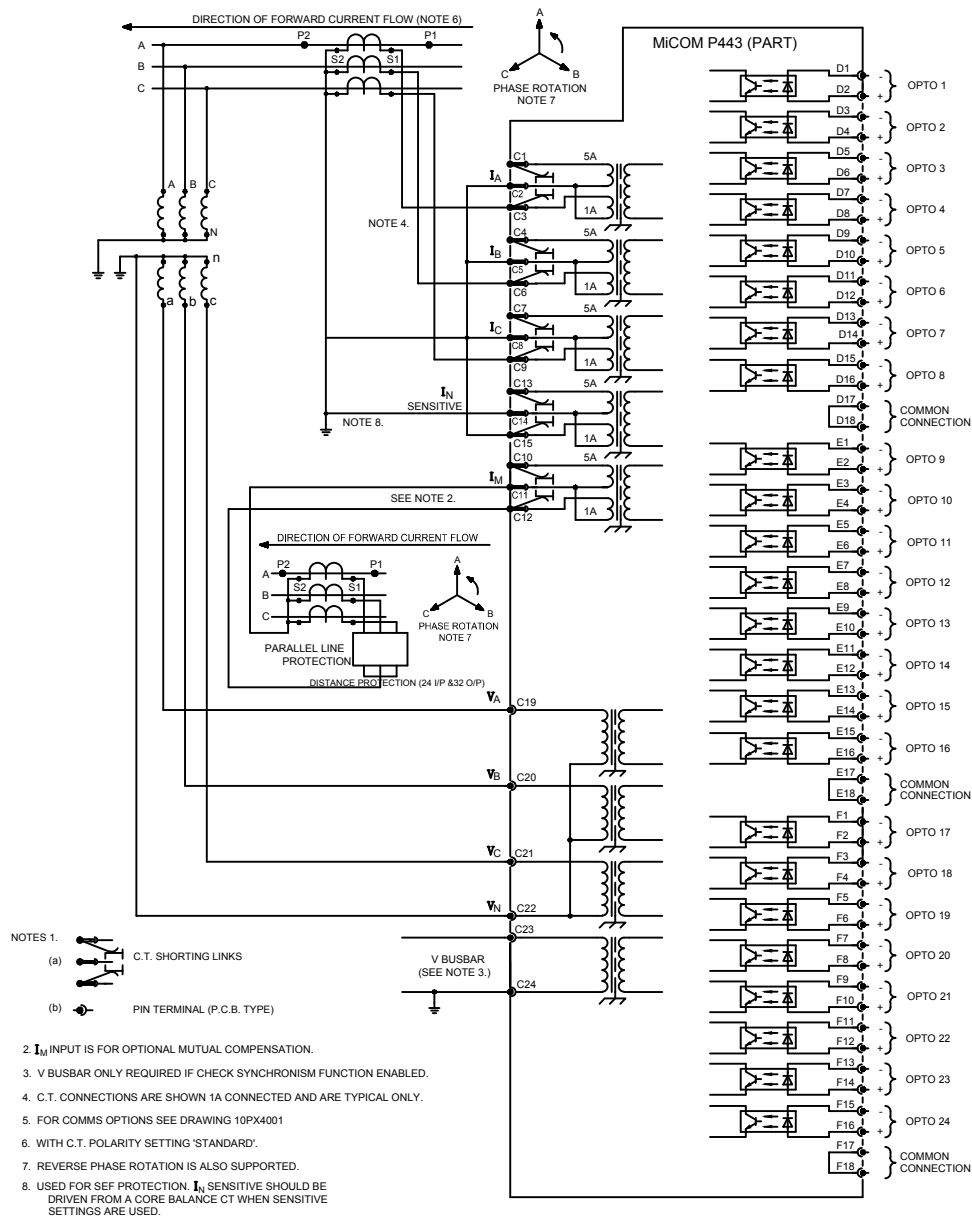 DIRECTION OF FORWARD CURRENT FLOW (NOTE 6)
A
P2
P1
B
S2
S1
C
A
C
B
PHASE ROTATION
NOTE 7
MiCOM P443 (PART)
A B C
N
n
a b c
NOTE 4.
IA
C1
C2
C3
5A
1A
IB
C4
C5
C6
5A
1A
IC
C7
C8
C9
5A
1A
IN
SENSITIVE
NOTE 8.
C13
C14
C15
5A
1A
IM
SEE NOTE 2.
C10
C11
C12
5A
1A
DIRECTION OF FORWARD CURRENT FLOW
A
P2
P1
B
S2
S1
C
A
C
B
PHASE ROTATION
NOTE 7
PARALLEL LINE
PROTECTION
DISTANCE PROTECTION (24 I/P &32 O/P)
VA C19
VB C20
VC C21
VN C22
C23
V BUSBAR
(SEE NOTE 3.)
C24
D1 -
D2 +
OPTO 1
D3 -
D4 +
OPTO 2
D5 -
D6 +
OPTO 3
D7 -
D8 +
OPTO 4
D9 -
D10 +
OPTO 5
D11 -
D12 +
OPTO 6
D13 -
D14 +
OPTO 7
D15 -
D16 +
OPTO 8
D17
D18
COMMON
CONNECTION
E1 -
E2 +
OPTO 9
E3 -
E4 +
OPTO 10
E5 -
E6 +
OPTO 11
E7 -
E8 +
OPTO 12
E9 -
E10 +
OPTO 13
E11 -
E12 +
OPTO 14
E13 -
E14 +
OPTO 15
E15 -
E16 +
OPTO 16
E17
E18
COMMON
CONNECTION
F1 -
F2 +
OPTO 17
F3 -
F4 +
OPTO 18
F5 -
F6 +
OPTO 19
F7 -
F8 +
OPTO 20
F9 -
F10 +
OPTO 21
F11 -
F12 +
OPTO 22
F13 -
F14 +
OPTO 23
F15 -
F16 +
OPTO 24
F17
F18
COMMON
CONNECTION
NOTES 1.
(a) C.T. SHORTING LINKS
(b) PIN TERMINAL (P.C.B. TYPE)
2. IM INPUT IS FOR OPTIONAL MUTUAL COMPENSATION.
3. V BUSBAR ONLY REQUIRED IF CHECK SYNCHRONISM FUNCTION ENABLED.
4. C.T. CONNECTIONS ARE SHOWN 1A CONNECTED AND ARE TYPICAL ONLY.
5. FOR COMMS OPTIONS SEE DRAWING 10PX4001
6. WITH C.T. POLARITY SETTING 'STANDARD'.
7. REVERSE PHASE ROTATION IS ALSO SUPPORTED.
8. USED FOR SEF PROTECTION. IN SENSITIVE SHOULD BE
DRIVEN FROM A CORE BALANCE CT WHEN SENSITIVE
SETTINGS ARE USED.